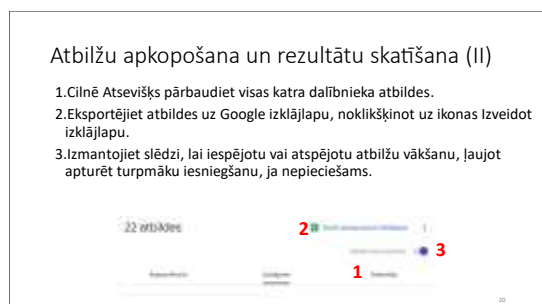 Atbilžu apkopošana un rezultātu skatīšana (II)
1.Cilnē Atsevišķs pārbaudiet visas katra dalībnieka atbildes.
2.Eksportējiet atbildes uz Google izklājlapu, noklikšķinot uz ikonas Izveidot
izklājlapu.
3.Izmantojiet slēdzi, lai iespējotu vai atspējotu atbilžu vākšanu, ļaujot
apturēt turpmāku iesniegšanu, ja nepieciešams.
22 atbildes
2
3
1
20